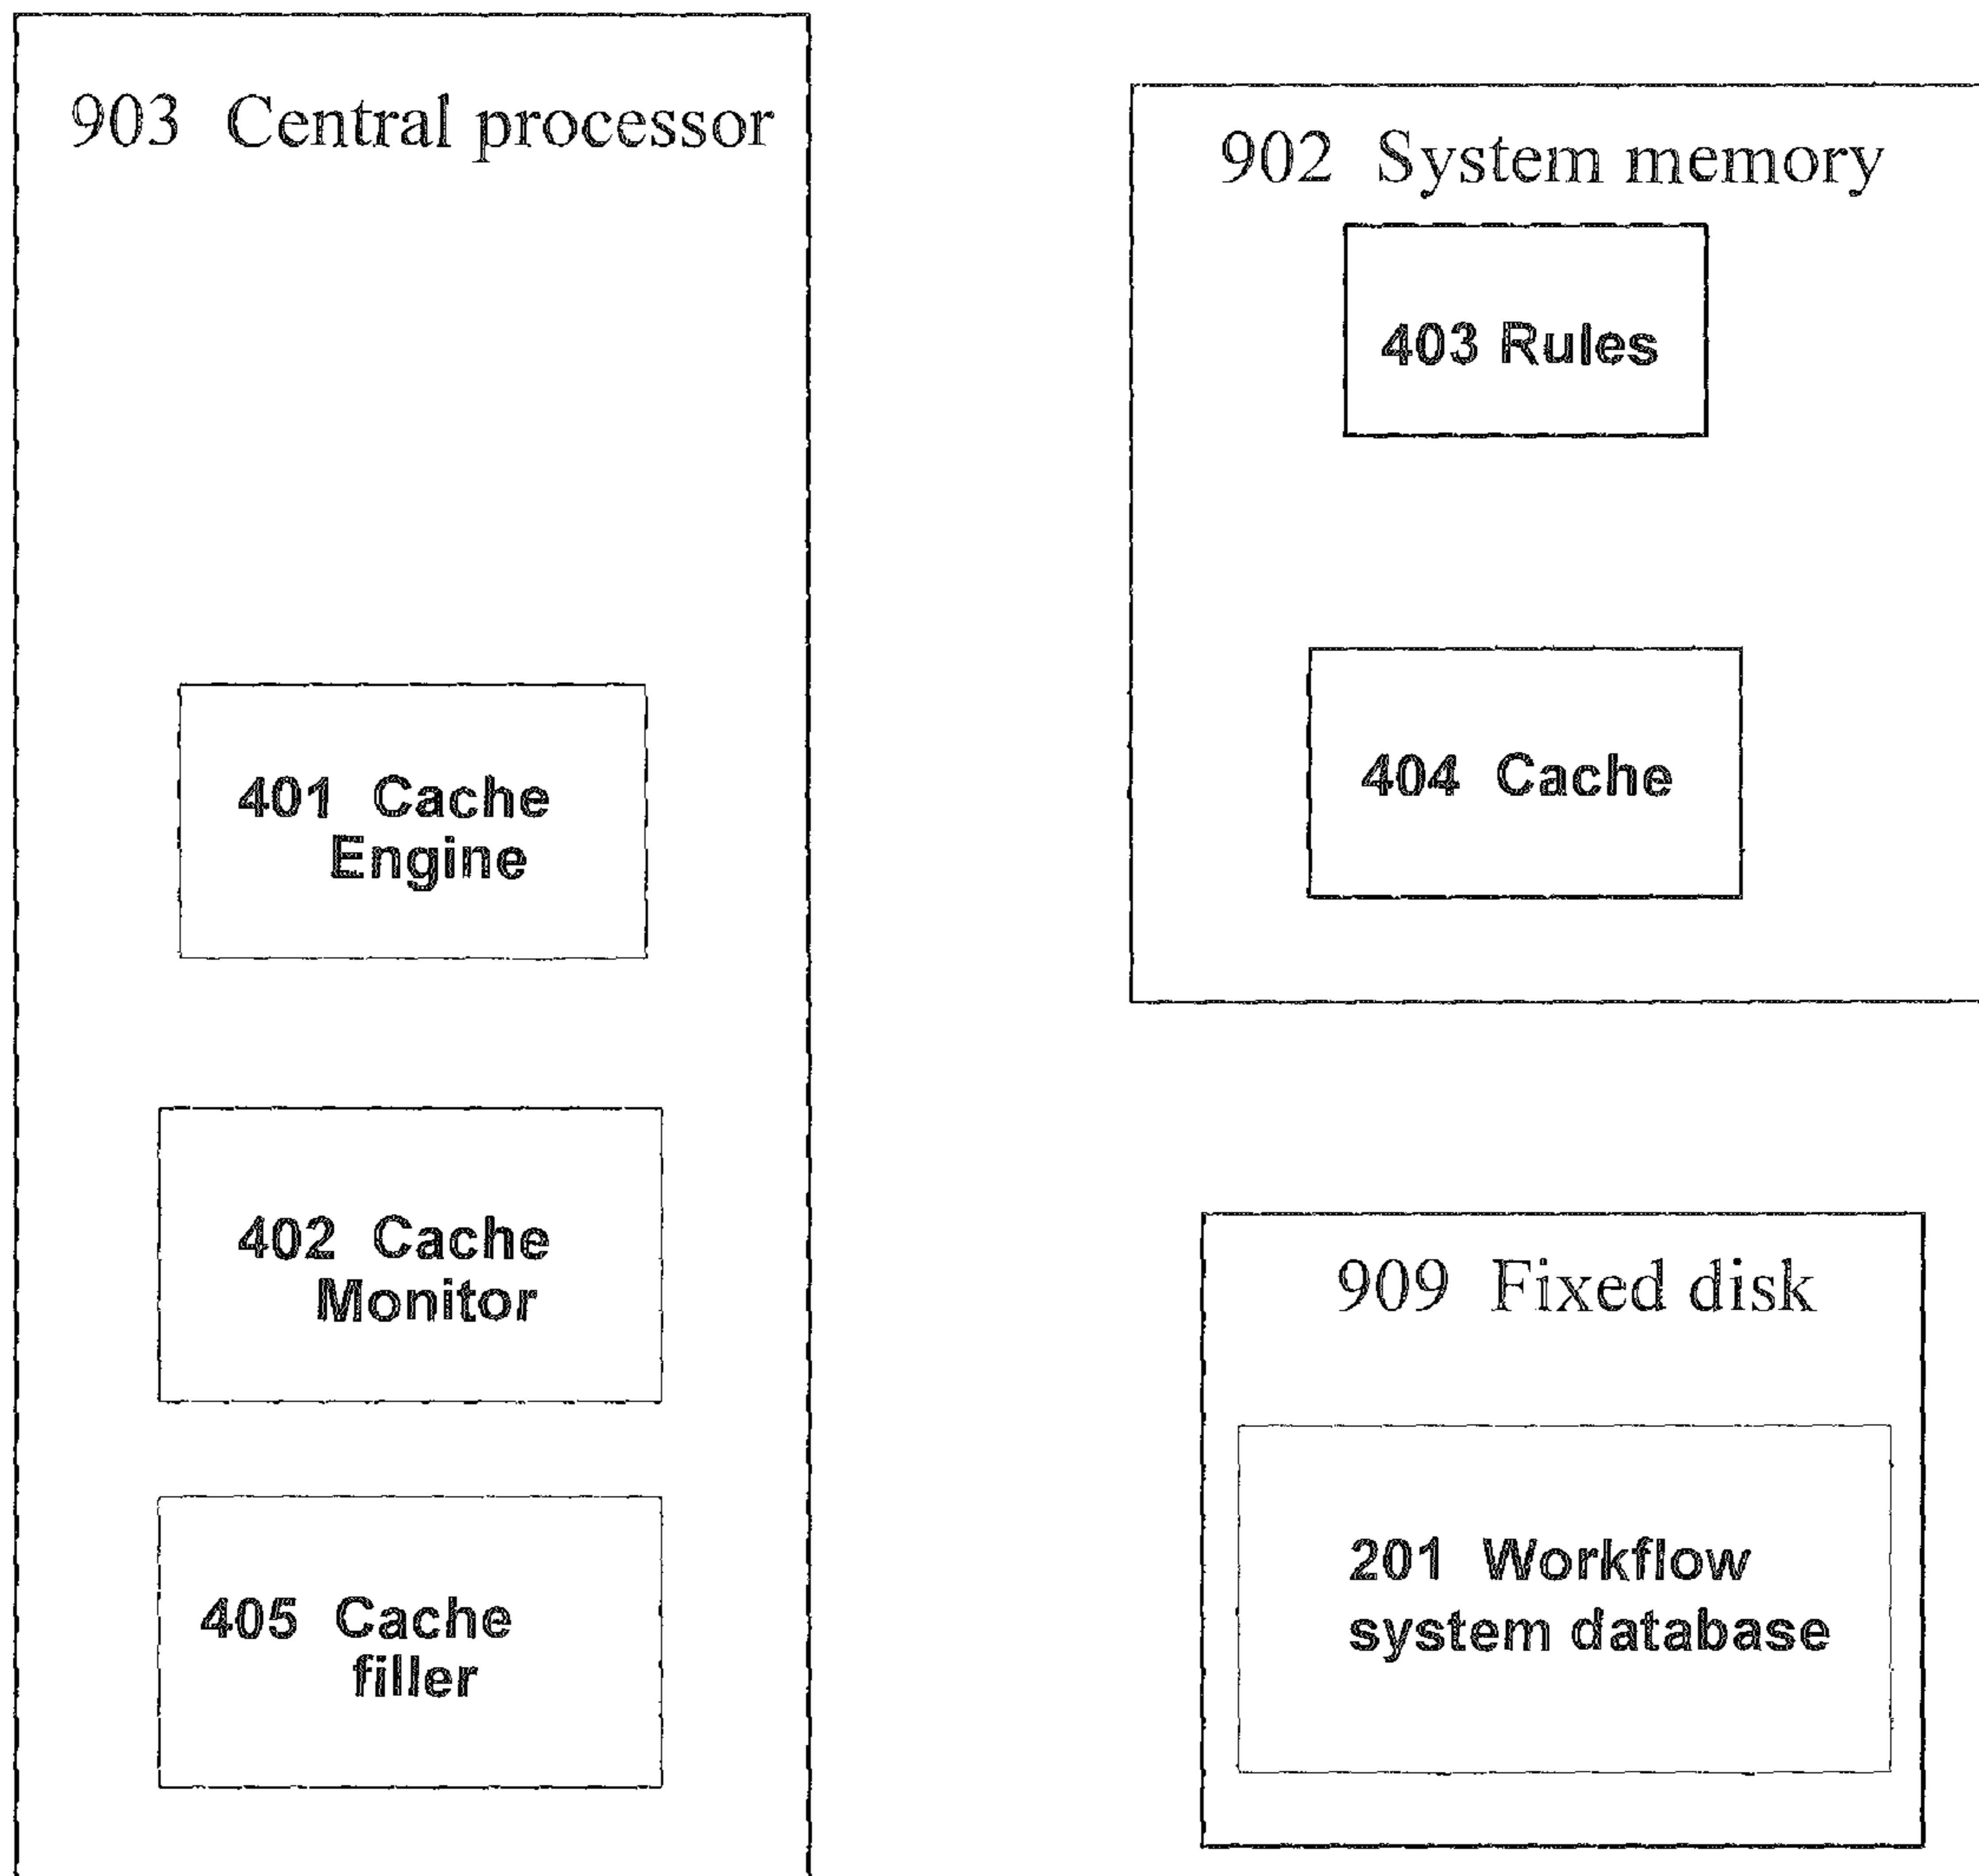 903 Central processor
401 Cache
Engine
402 Cache
Monitor
405 Cache
filler
902 System memory
403 Rules
404 Cache
909 Fixed disk
201 Workflow
system database